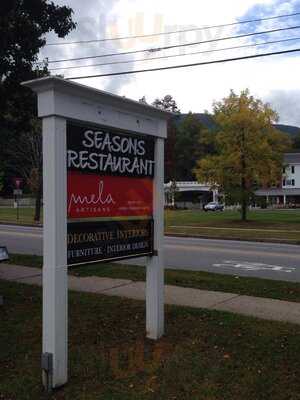 SEASONS
RESTAURANT
mela
ARTISANS
DECORATIVE INTERIORS
FURNITURE · INTERIOR DESIGN